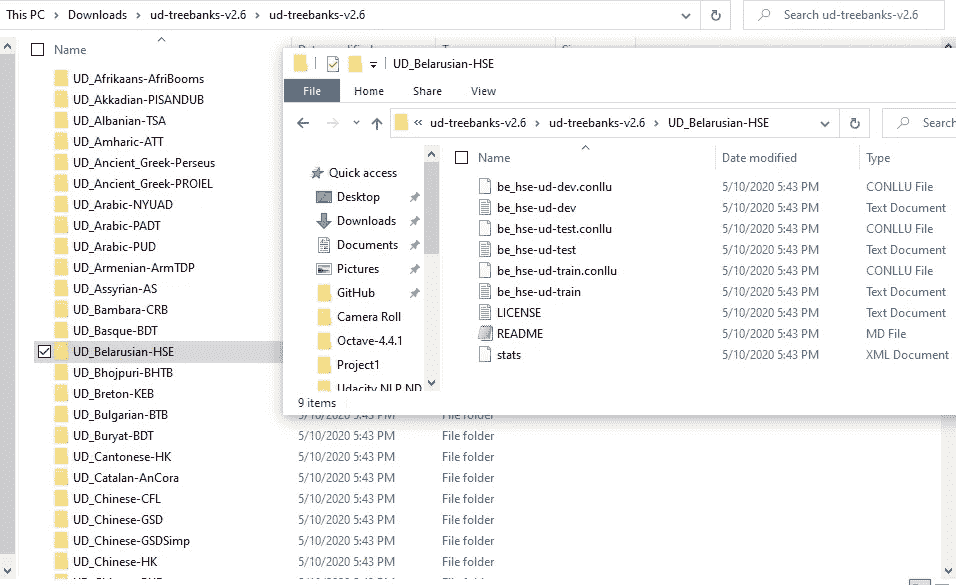 This PC > Downloads > ud-treebanks-v2.6 > ud-treebanks-v2.6
Search ud-treebanks-v2.6
Name
UD_Afrikaans-AfriBooms
UD_Akkadian-PISANDUB
UD_Albanian-TSA
UD_Amharic-ATT
UD_Ancient_Greek-Perseus
UD_Ancient_Greek-PROIEL
UD_Arabic-NYUAD
UD_Arabic-PADT
UD_Arabic-PUD
UD_Armenian-ArmTDP
UD_Assyrian-AS
UD_Bambara-CRB
UD_Basque-BDT
UD_Belarusian-HSE
UD_Bhojpuri-BHTB
UD_Breton-KEB
UD_Bulgarian-BTB
UD_Buryat-BDT 5/10/2020 5:43 PM File folder
UD_Cantonese-HK 5/10/2020 5:43 PM File folder
UD_Catalan-AnCora 5/10/2020 5:43 PM File folder
UD_Chinese-CFL 5/10/2020 5:43 PM File folder
UD_Chinese-GSD 5/10/2020 5:43 PM File folder
UD_Chinese-GSDSimp 5/10/2020 5:43 PM File folder
UD_Chinese-HK 5/10/2020 5:43 PM File folder
UD_Belarusian-HSE
File Home Share View
« ud-treebanks-v2.6 > ud-treebanks-v2.6 > UD_Belarusian-HSE
Search
Quick access
Desktop
Downloads
Documents
Pictures
GitHub
Camera Roll
Octave-4.4.1
Project1
Udacity NLP ND
Name Date modified Type
be_hse-ud-dev.conllu 5/10/2020 5:43 PM CONLLU File
be_hse-ud-dev 5/10/2020 5:43 PM Text Document
be_hse-ud-test.conllu 5/10/2020 5:43 PM CONLLU File
be_hse-ud-test 5/10/2020 5:43 PM Text Document
be_hse-ud-train.conllu 5/10/2020 5:43 PM CONLLU File
be_hse-ud-train 5/10/2020 5:43 PM Text Document
LICENSE 5/10/2020 5:43 PM Text Document
README 5/10/2020 5:43 PM MD File
stats 5/10/2020 5:43 PM XML Document
9 items